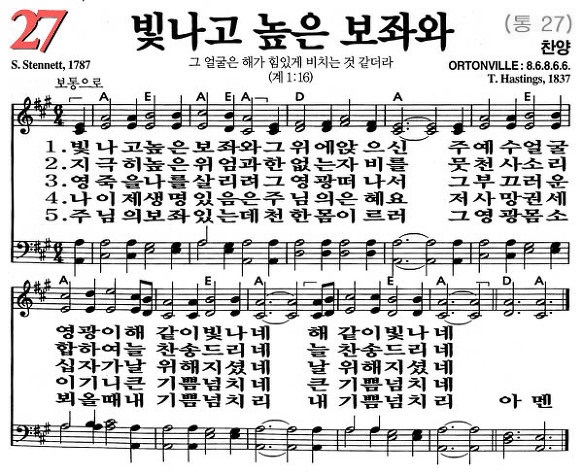 27 빛나고 높은 보좌와 (통 27)
찬양
S. Stennett, 1787
그 얼굴은 해가 힘있게 비치는 것 같더라
(계 1:16)
ORTONVILLE : 8.6.8.6.6.
T. Hastings, 1837
보통으로
A E A E A D D A
1. 빛나고높은보좌와그위에앉으신 주예수얼굴
2. 지극히높은위엄과한없는자비를 뭇천사소리
3. 영죽을나를살리려그영광떠나서 그부끄러운
4. 나이제생명있음은주님의은혜요 저사망권세
5. 주님의보좌있는데천한몸이르러 그영광몸소
A E A D A E A
영광이해 같이빛나네 해 같이빛나네
합하여늘 찬송드리네 늘 찬송드리네
십자가날 위해지셨네 날 위해지셨네
이기니큰 기쁨넘치네 큰 기쁨넘치네
뵈올때내 기쁨넘치리 내 기쁨넘치리 아멘